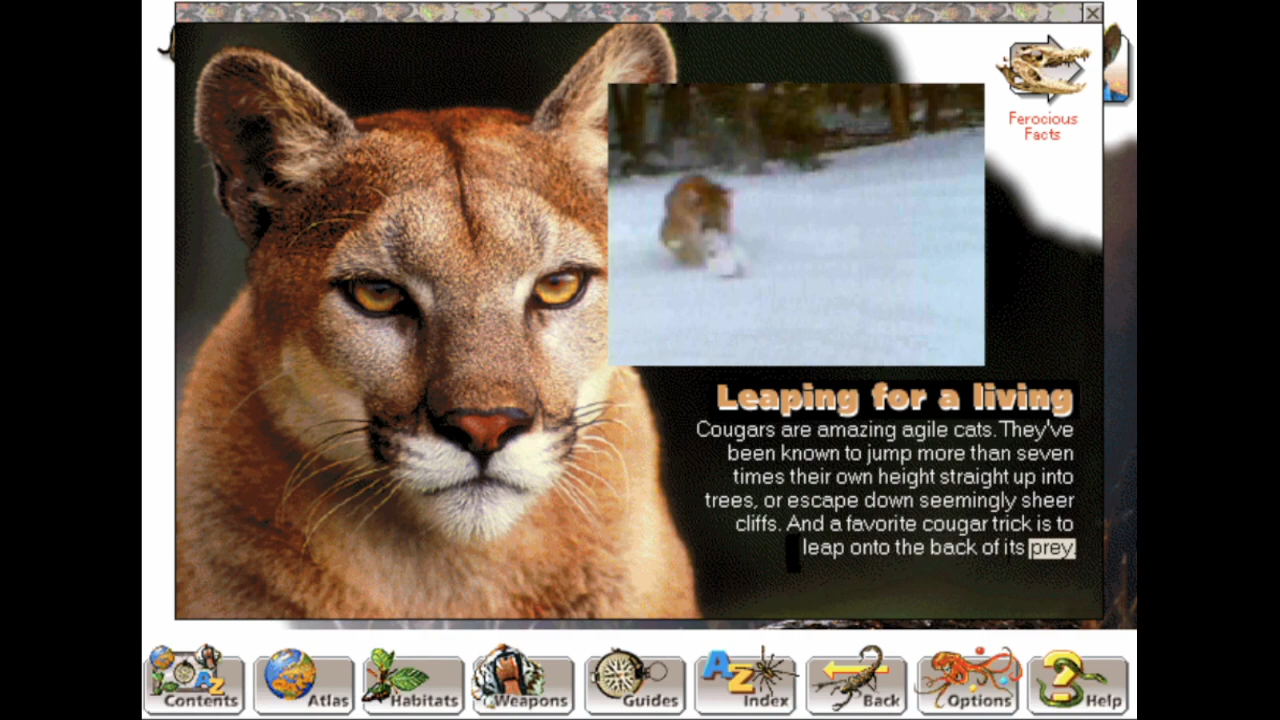 Ferocious
Facts
Leaping for a living
Cougars are amazing agile cats. They've
been known to jump more than seven
times their own height straight up into
trees, or escape down seemingly sheer
cliffs. And a favorite cougar trick is to
leap onto the back of its prey.
Contents
Atlas
Habitats
Weapons
Guides
AZ Index
Back
Options
Help